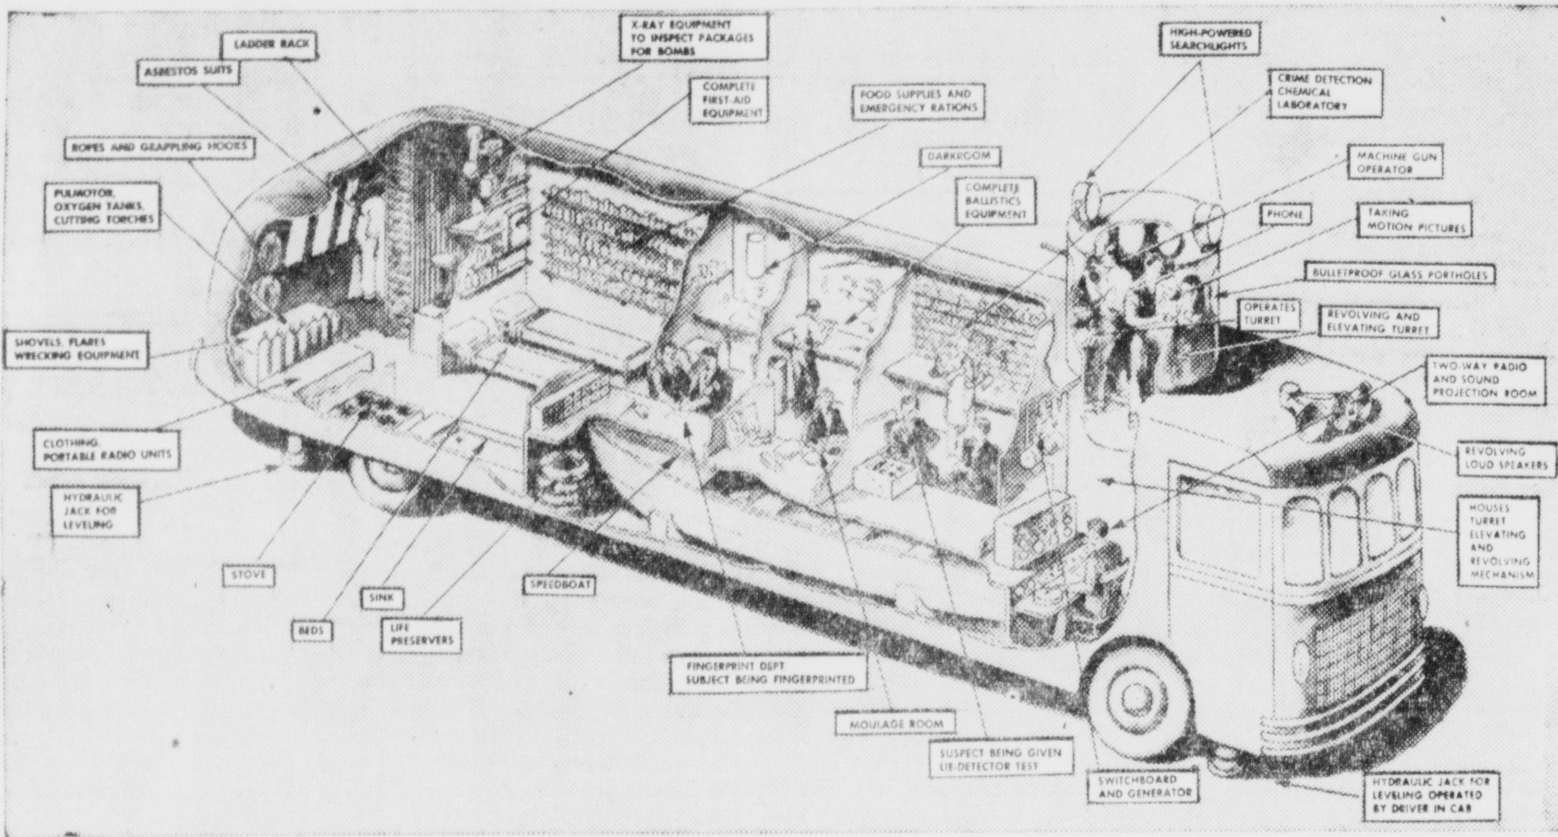 LADDER RACK
X-RAY EQUIPMENT
TO INSPECT PACKAGES
FOR BOMBS
HIGH-POWERED
SEARCHLIGHTS
ASBESTOS SUITS
COMPLETE
FIRST-AID
EQUIPMENT
FOOD SUPPLIES AND
EMERGENCY RATIONS
CRIME DETECTION
CHEMICAL
LABORATORY
ROPES AND GRAPPLING HOOKS
DARKROOM
MACHINE GUN
OPERATOR
PULMOTOR,
OXYGEN TANKS,
CUTTING TORCHES
COMPLETE
BALLISTICS
EQUIPMENT
PHONE
TAKING
MOTION PICTURES
BULLETPROOF GLASS PORTHOLES
SHOVELS, FLARES
WRECKING EQUIPMENT
OPERATES
TURRET
REVOLVING AND
ELEVATING TURRET
TWO-WAY RADIO
AND SOUND
PROJECTION ROOM
CLOTHING,
PORTABLE RADIO UNITS
REVOLVING
LOUD SPEAKERS
HYDRAULIC
JACK FOR
LEVELING
HOUSES
TURRET
ELEVATING
AND
REVOLVING
MECHANISM
STOVE
SPEEDBOAT
SINK
BEDS
LIFE
PRESERVERS
FINGERPRINT DEPT.
SUBJECT BEING FINGERPRINTED
MOULAGE ROOM
SUSPECT BEING GIVEN
LIE-DETECTOR TEST
SWITCHBOARD
AND GENERATOR
HYDRAULIC JACK FOR
LEVELING OPERATED
BY DRIVER IN CAB